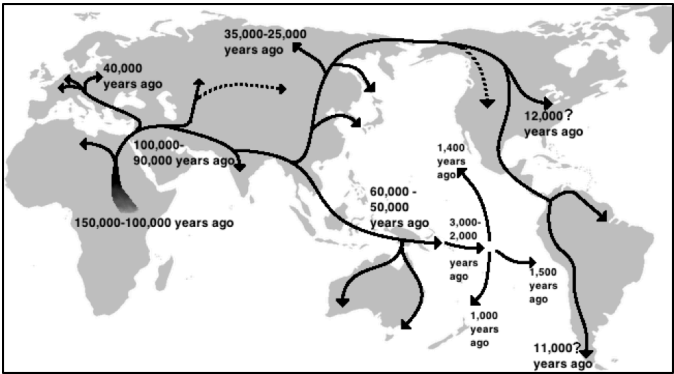 35,000-25,000
years ago
40,000
years ago
12,000?
years ago
100,000-
90,000 years ago
1,400
years
ago
60,000 -
50,000
years ago
150,000-100,000 years ago
3,000-
2,000
years
ago
1,500
years
ago
1,000
years
ago
11,000?
years ago